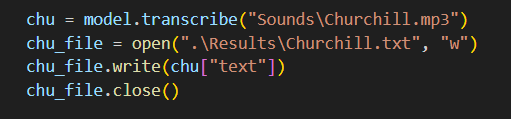 chu = model.transcribe("Sounds\Churchill.mp3")
chu_file = open(".\Results\Churchill.txt", "w")
chu_file.write(chu["text"])
chu_file.close()